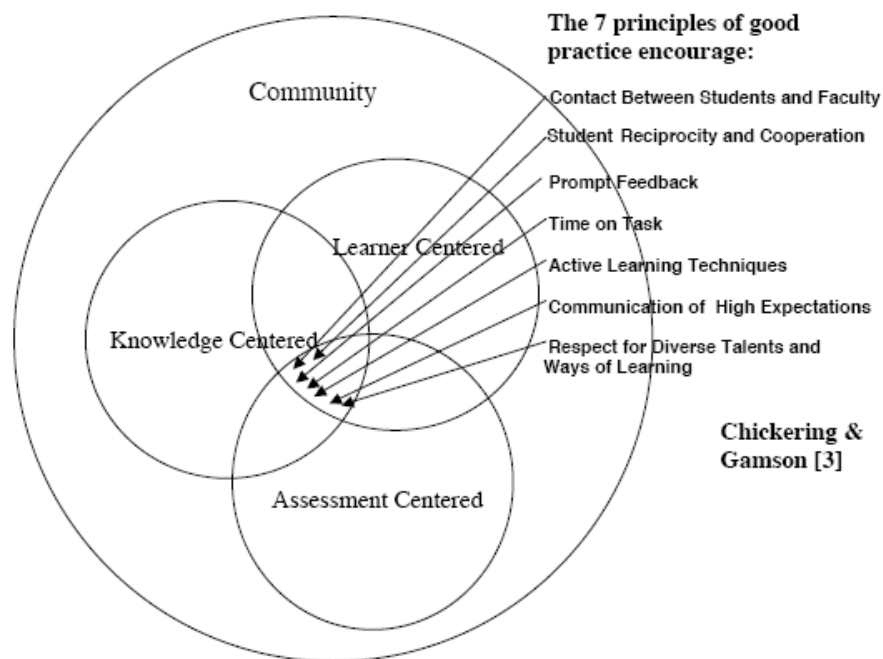 The 7 principles of good
practice encourage:
Community
Contact Between Students and Faculty
Student Reciprocity and Cooperation
Prompt Feedback
Time on Task
Learner Centered
Active Learning Techniques
Communication of High Expectations
Knowledge Centered
Respect for Diverse Talents and
Ways of Learning
Chickering &
Gamson [3]
Assessment Centered